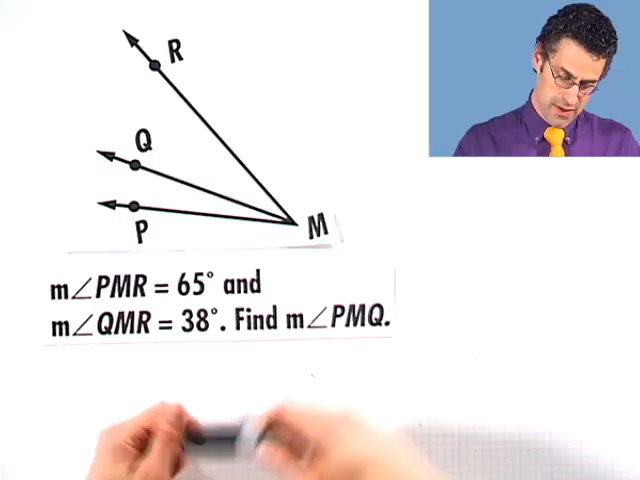 R
Q
P
M
m∠PMR = 65° and
m∠QMR = 38°. Find m∠PMQ.